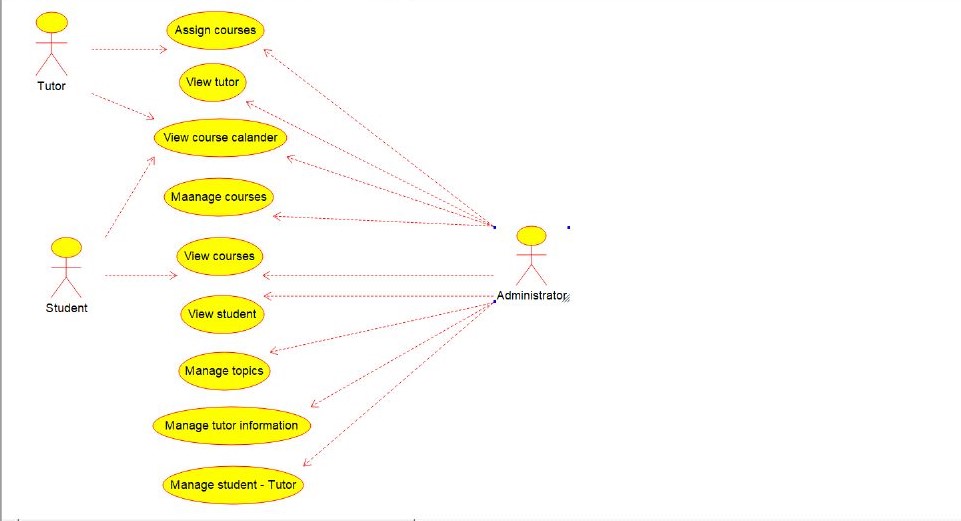 Assign courses
View tutor
Tutor
View course calander
Maanage courses
View courses
Administrator
Student
View student
Manage topics
Manage tutor information
Manage student - Tutor